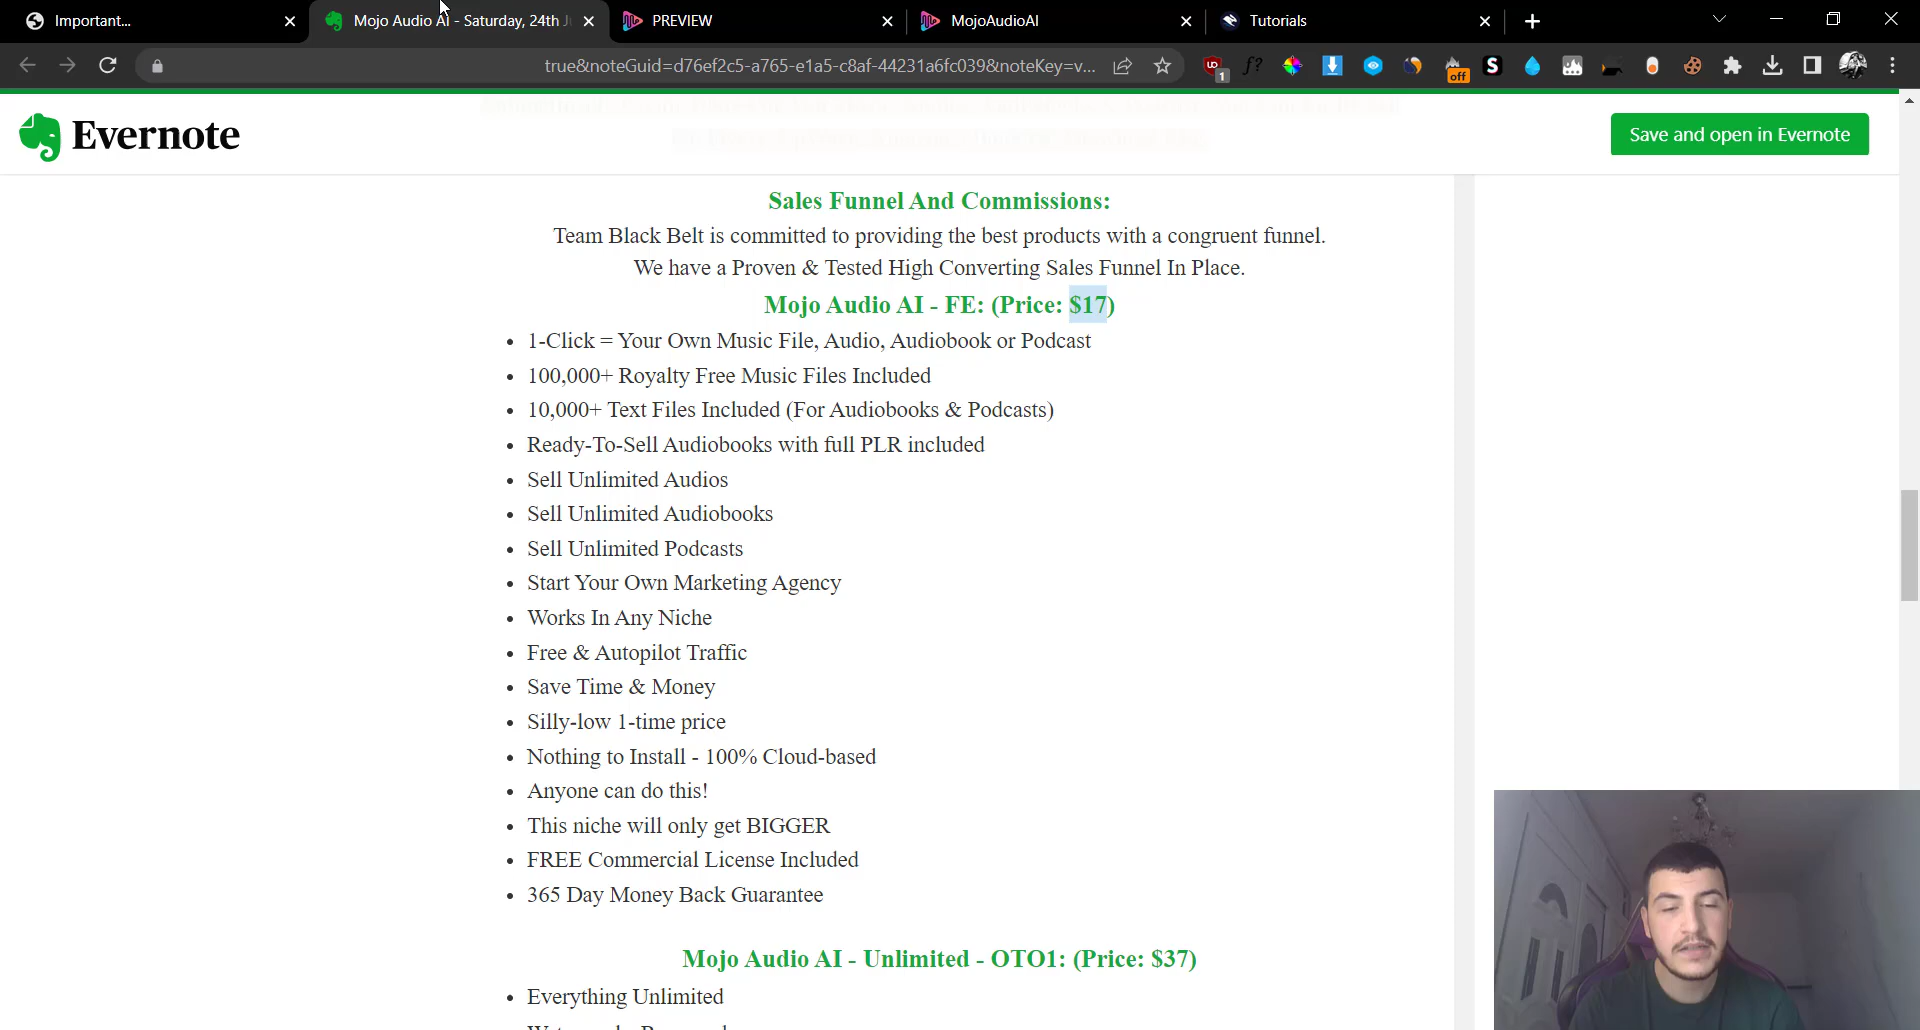 Important...
Mojo Audio AI - Saturday, 24th J
PREVIEW
MojoAudioAI
Tutorials
true&noteGuid=d76ef2c5-a765-e1a5-c8af-44231a6fc039&noteKey=v...
1
f?
off
S
Evernote
Save and open in Evernote
Sales Funnel And Commissions:
Team Black Belt is committed to providing the best products with a congruent funnel.
We have a Proven & Tested High Converting Sales Funnel In Place.
Mojo Audio AI - FE: (Price: $17)
• 1-Click = Your Own Music File, Audio, Audiobook or Podcast
• 100,000+ Royalty Free Music Files Included
• 10,000+ Text Files Included (For Audiobooks & Podcasts)
• Ready-To-Sell Audiobooks with full PLR included
• Sell Unlimited Audios
• Sell Unlimited Audiobooks
• Sell Unlimited Podcasts
• Start Your Own Marketing Agency
• Works In Any Niche
• Free & Autopilot Traffic
• Save Time & Money
• Silly-low 1-time price
• Nothing to Install - 100% Cloud-based
• Anyone can do this!
• This niche will only get BIGGER
• FREE Commercial License Included
• 365 Day Money Back Guarantee
Mojo Audio AI - Unlimited - OTO1: (Price: $37)
• Everything Unlimited